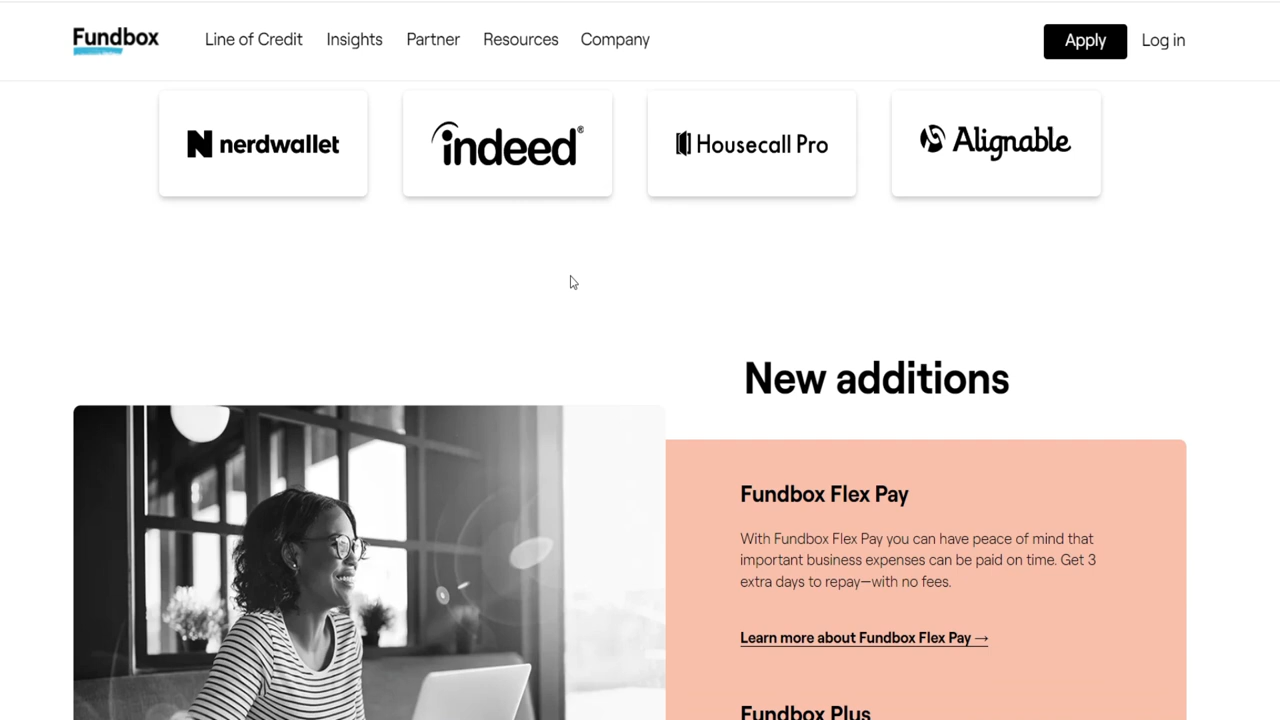 Fundbox Line of Credit Insights Partner Resources Company Apply Log in
nerdwallet indeed® Housecall Pro Alignable
New additions
Fundbox Flex Pay
With Fundbox Flex Pay you can have peace of mind that
important business expenses can be paid on time. Get 3
extra days to repay—with no fees.
Learn more about Fundbox Flex Pay →
Fundbox Plus